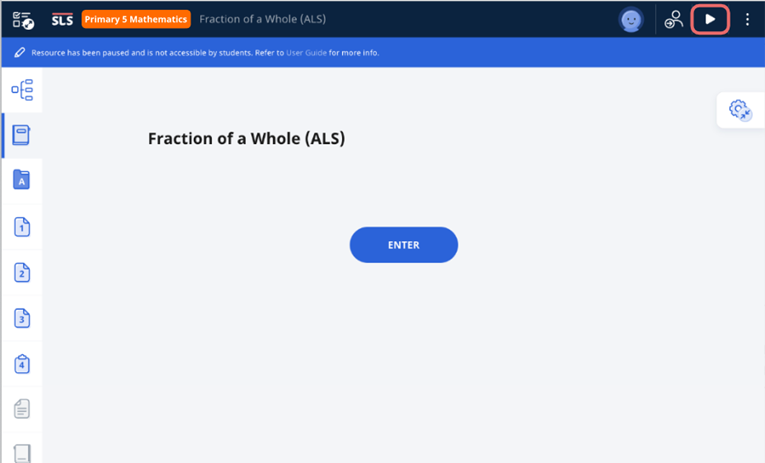 SLS Primary 5 Mathematics Fraction of a Whole (ALS)
Resource has been paused and is not accessible by students. Refer to User Guide for more info.
Fraction of a Whole (ALS)
A
ENTER
1
2
3
4